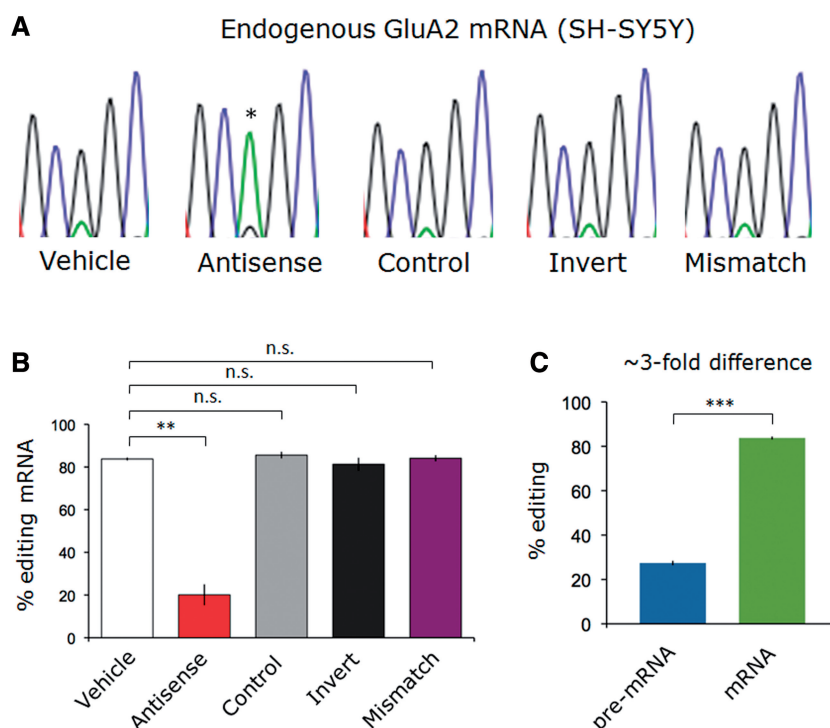 A
Endogenous GluA2 mRNA (SH-SY5Y)
*
Vehicle Antisense Control Invert Mismatch
B
n.s.
n.s.
n.s.
**
% editing mRNA
100
80
60
40
20
0
Vehicle
Antisense
Control
Invert
Mismatch
C
~3-fold difference
***
% editing
100
80
60
40
20
0
pre-mRNA
mRNA